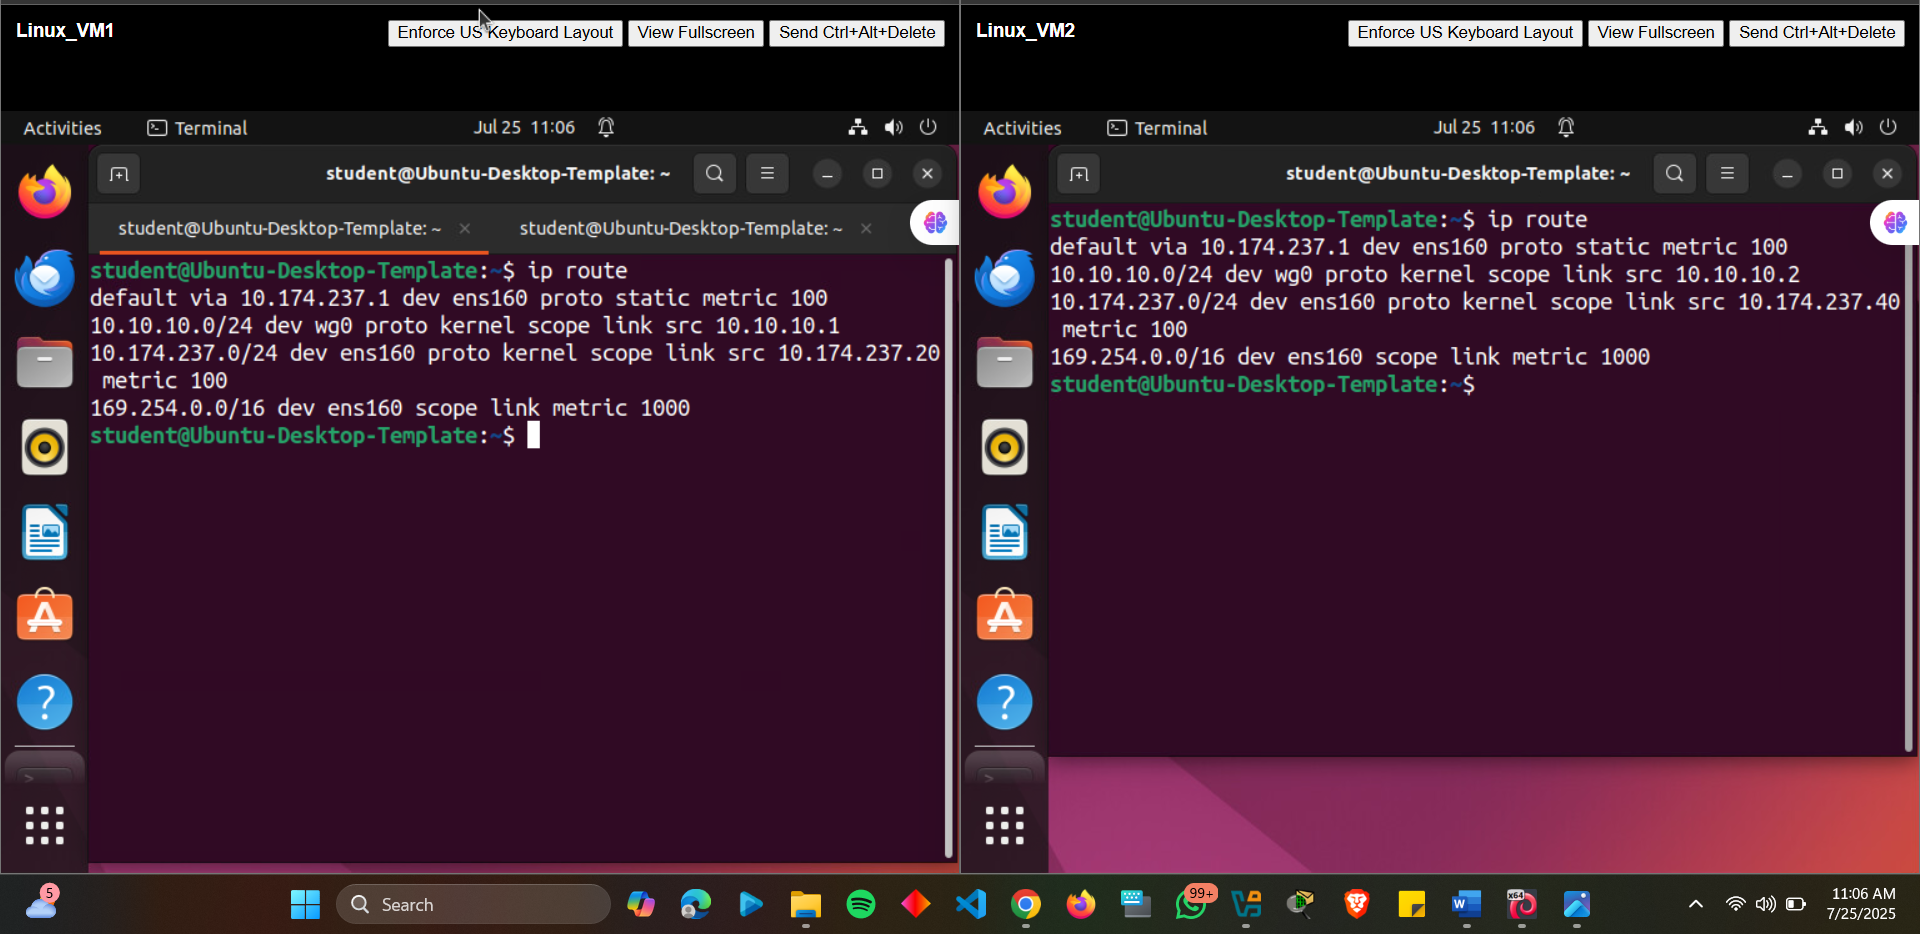 Linux_VM1
Enforce US Keyboard Layout
View Fullscreen
Send Ctrl+Alt+Delete
Activities
Terminal
Jul 25 11:06
student@Ubuntu-Desktop-Template: ~
student@Ubuntu-Desktop-Template: ~
student@Ubuntu-Desktop-Template: ~
student@Ubuntu-Desktop-Template:~$ ip route
default via 10.174.237.1 dev ens160 proto static metric 100
10.10.10.0/24 dev wg0 proto kernel scope link src 10.10.10.1
10.174.237.0/24 dev ens160 proto kernel scope link src 10.174.237.20
metric 100
169.254.0.0/16 dev ens160 scope link metric 1000
student@Ubuntu-Desktop-Template:~$
Linux_VM2
Enforce US Keyboard Layout
View Fullscreen
Send Ctrl+Alt+Delete
Activities
Terminal
Jul 25 11:06
student@Ubuntu-Desktop-Template: ~
student@Ubuntu-Desktop-Template:~$ ip route
default via 10.174.237.1 dev ens160 proto static metric 100
10.10.10.0/24 dev wg0 proto kernel scope link src 10.10.10.2
10.174.237.0/24 dev ens160 proto kernel scope link src 10.174.237.40
metric 100
169.254.0.0/16 dev ens160 scope link metric 1000
student@Ubuntu-Desktop-Template:~$
5
Search
99+
X64
11:06 AM
7/25/2025